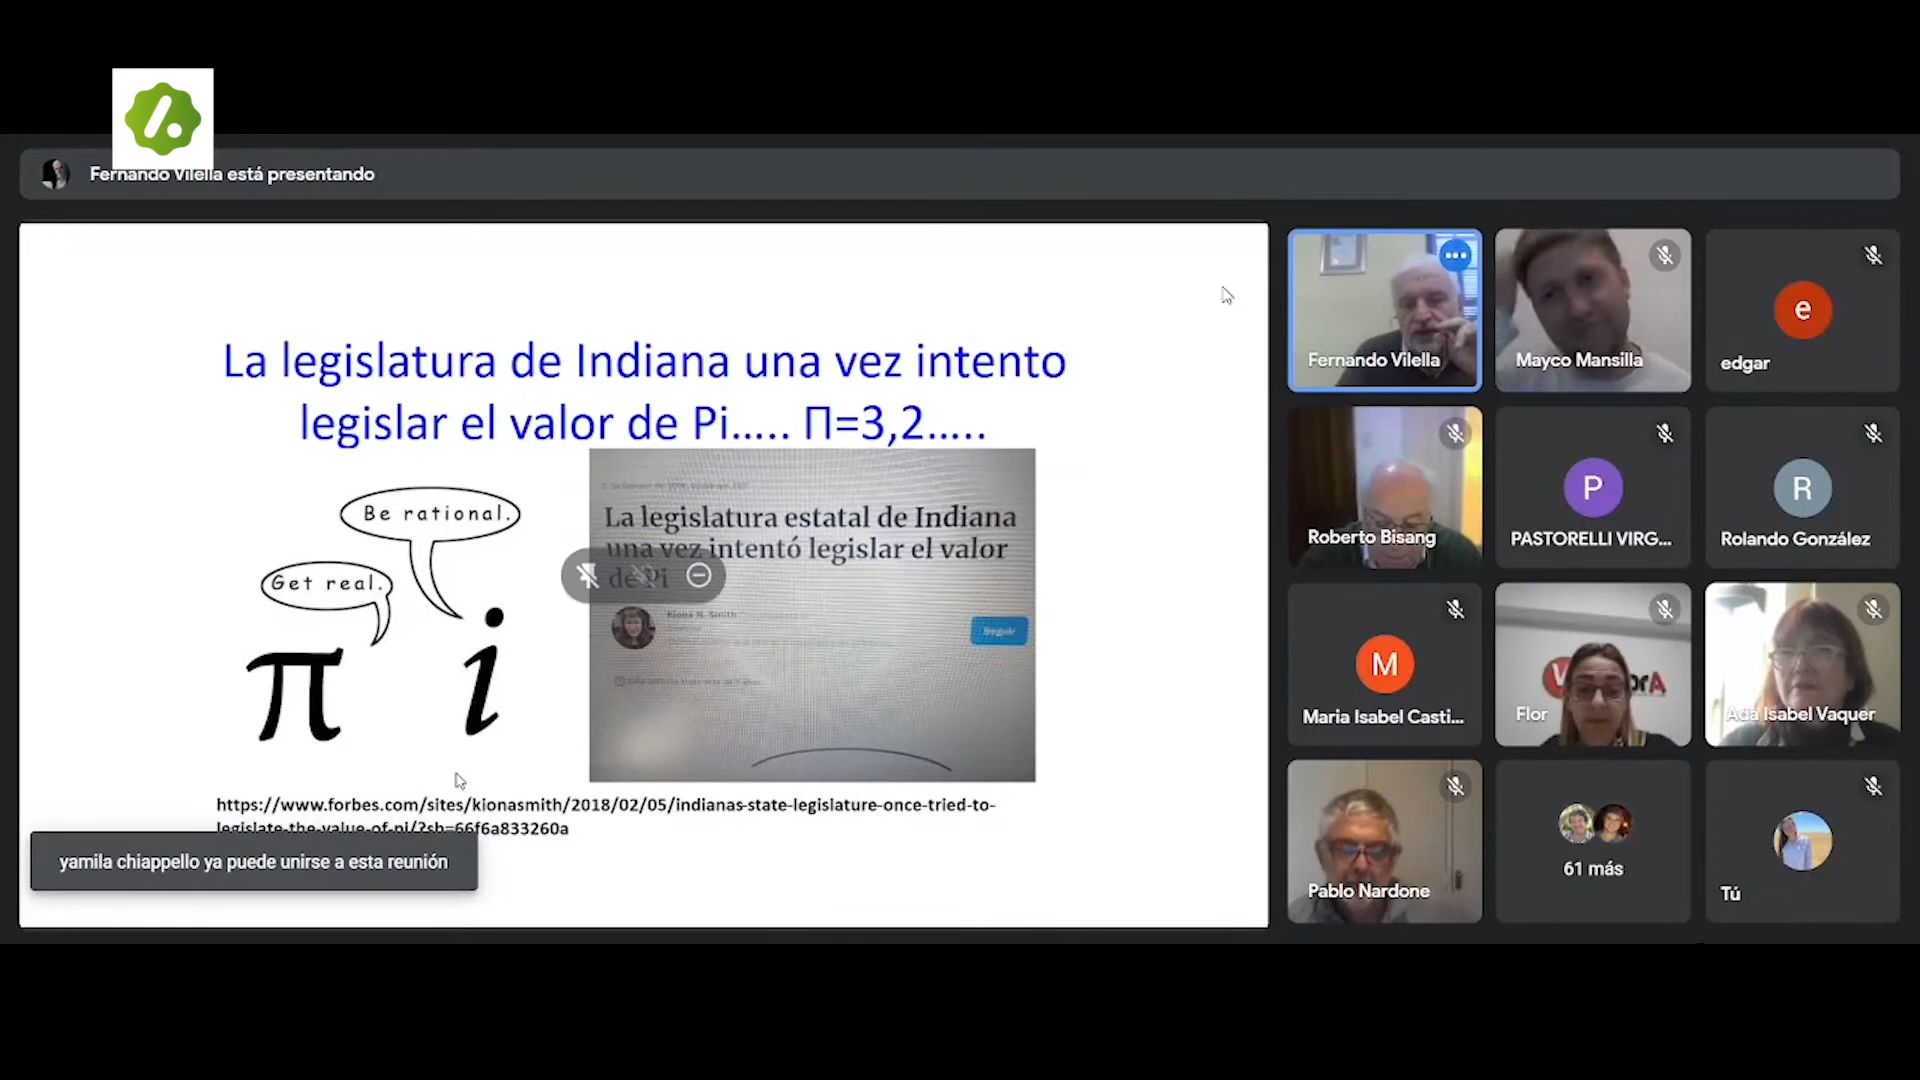 Fernando Vilella está presentando
La legislatura de Indiana una vez intento
legislar el valor de Pi..... Π=3,2.....
Be rational.
Get real.
π i
La legislatura estatal de Indiana
una vez intentó legislar el valor
de Pi
Kiona N. Smith
Seguir
https://www.forbes.com/sites/kionasmith/2018/02/05/indianas-state-legislature-once-tried-to-
legislate-the-value-of-pi/?sh=66f6a833260a
yamila chiappello ya puede unirse a esta reunión
Fernando Vilella
Mayco Mansilla
e
edgar
Roberto Bisang
P
PASTORELLI VIRG...
R
Rolando González
M
Maria Isabel Casti...
Flor
Ada Isabel Vaquer
Pablo Nardone
61 más
Tú